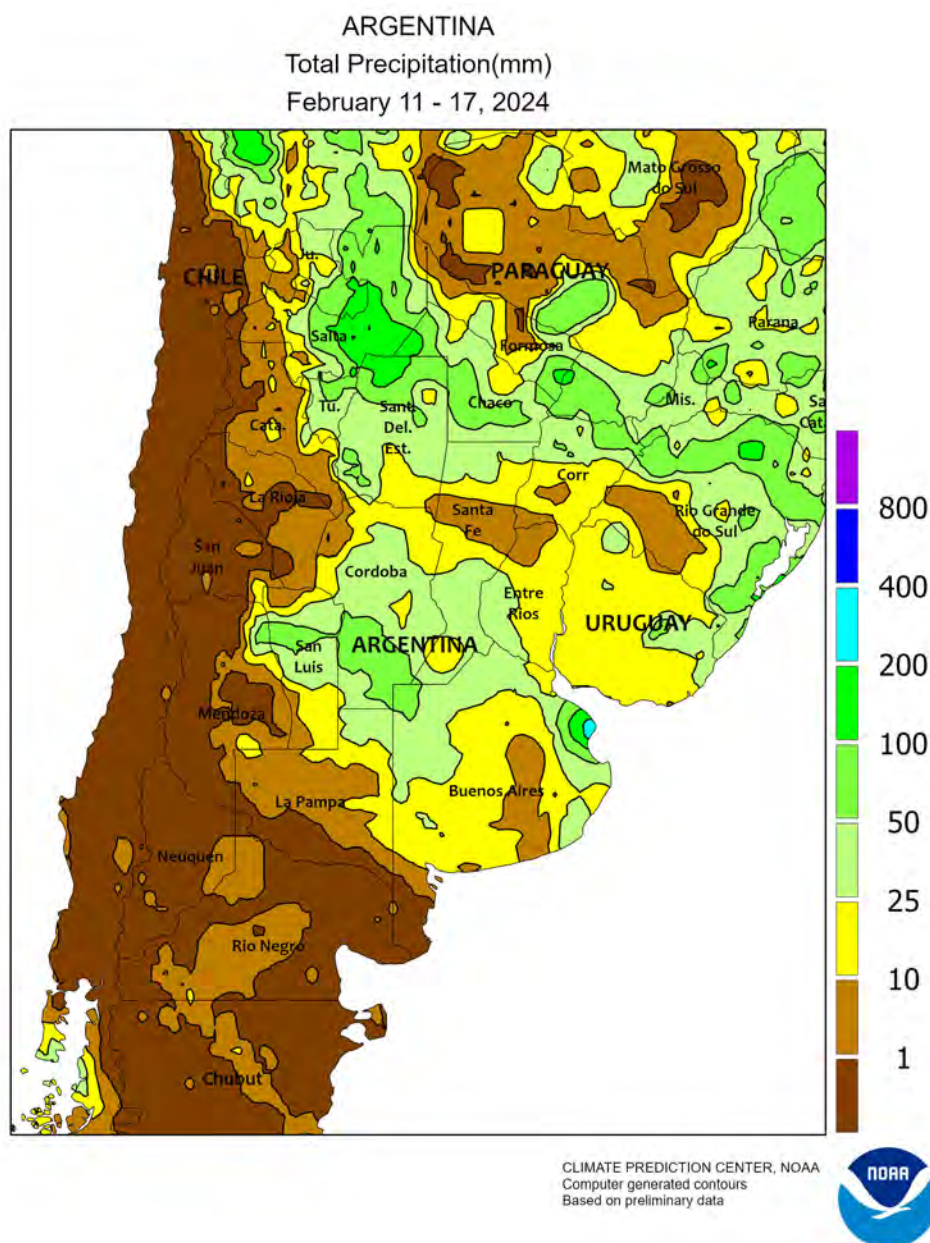 ARGENTINA
Total Precipitation(mm)
February 11 - 17, 2024
Mato Grosso
do Sul
Ju.
CHILE
PARAGUAY
Parana
Salta
Formosa
Tu.
Sant.
Del.
Est.
Chaco
Mis.
Sa
Cat.
Cata.
Corr
La Rioja
Santa
Fe
Rio Grande
do Sul
San
Juan
Cordoba
Entre
Rios
URUGUAY
ARGENTINA
San
Luis
Mendoza
La Pampa
Buenos Aires
Neuquen
Rio Negro
Chubut
800
400
200
100
50
25
10
1
CLIMATE PREDICTION CENTER, NOAA
Computer generated contours
Based on preliminary data
NOAA